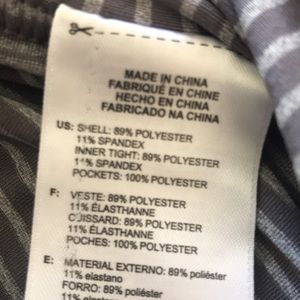 MADE IN CHINA
FABRIQUÉ EN CHINE
HECHO EN CHINA
FABRICADO NA CHINA
US: SHELL: 89% POLYESTER
11% SPANDEX
INNER TIGHT: 89% POLYESTER
11% SPANDEX
POCKETS: 100% POLYESTER
F: VESTE: 89% POLYESTER
11% ÉLASTHANNE
CUISSARD: 89% POLYESTER
11% ÉLASTHANNE
POCHES: 100% POLYESTER
E: MATERIAL EXTERNO: 89% poliéster
11% elastano
FORRO: 89% poliéster
11% elastano